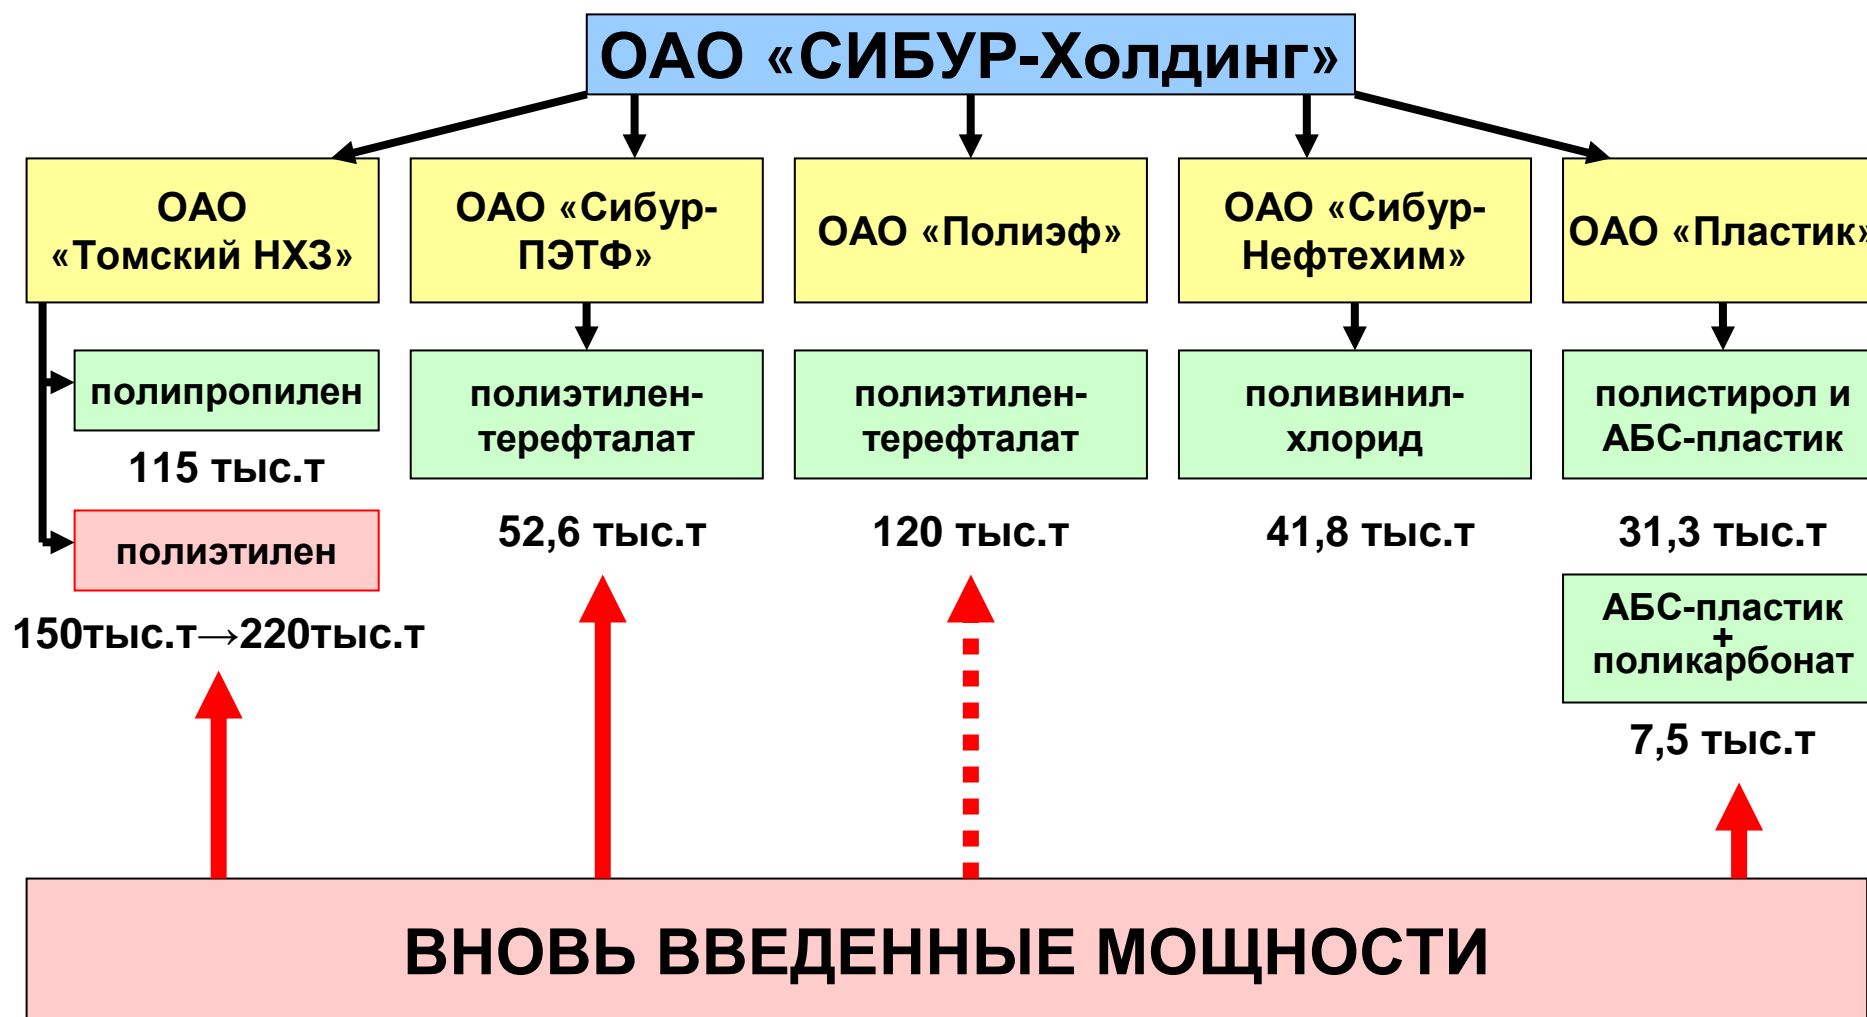 ОАО «СИБУР-Холдинг»
ОАО
«Томский НХЗ»
ОАО «Сибур-
ПЭТФ»
ОАО «Полиэф»
ОАО «Сибур-
Нефтехим»
ОАО «Пластик»
полипропилен
115 тыс.т
полиэтилен
150тыс.т→220тыс.т
полиэтилен-
терефталат
52,6 тыс.т
полиэтилен-
терефталат
120 тыс.т
поливинил-
хлорид
41,8 тыс.т
полистирол и
АБС-пластик
31,3 тыс.т
АБС-пластик
+
поликарбонат
7,5 тыс.т
ВНОВЬ ВВЕДЕННЫЕ МОЩНОСТИ